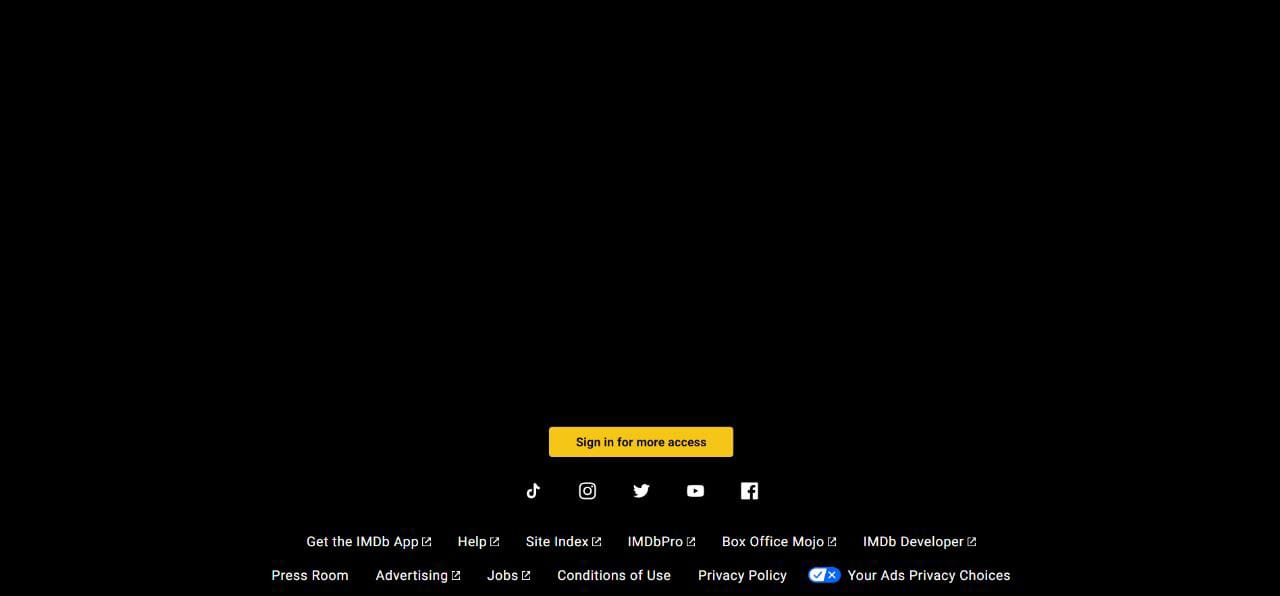 Sign in for more access
Get the IMDb App Help Site Index IMDbPro Box Office Mojo IMDb Developer
Press Room Advertising Jobs Conditions of Use Privacy Policy Your Ads Privacy Choices